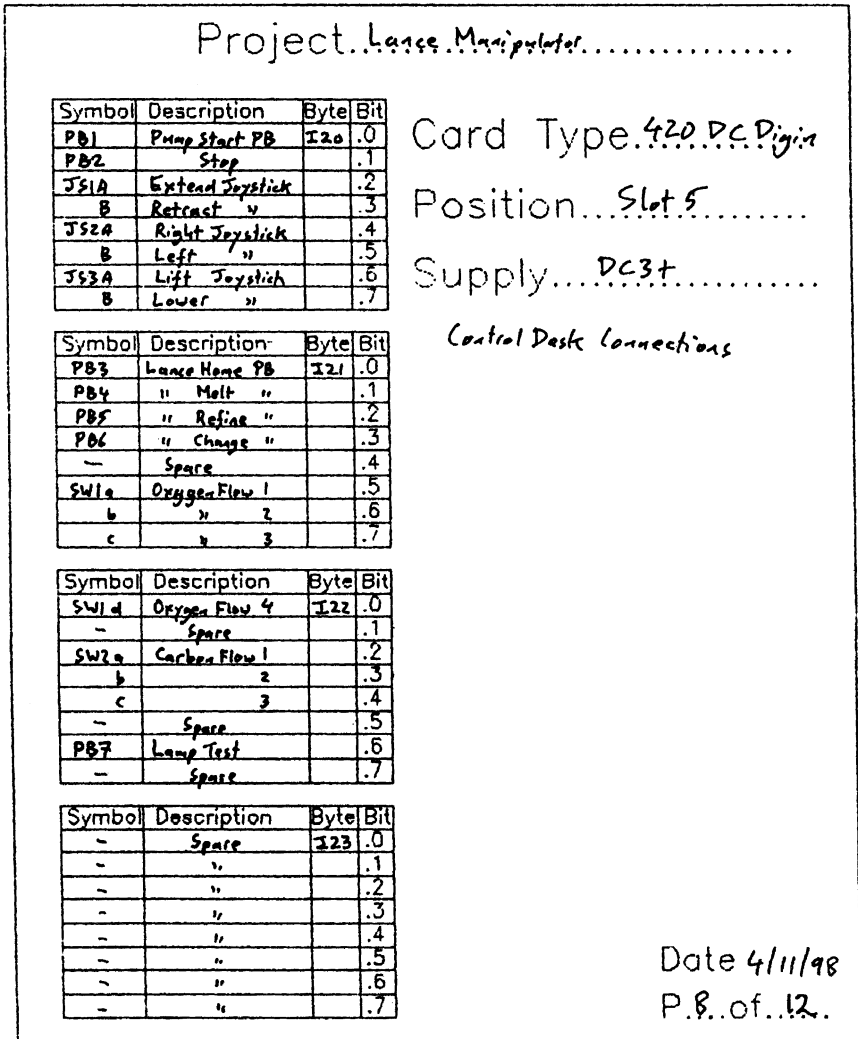 Project..Lance Manipulator.................
Symbol Description Byte Bit
PB1 Pump Start PB I20 .0
PB2 Stop .1
JS1A Extend Joystick .2
B Retract " .3
JS2A Right Joystick .4
B Left " .5
JS3A Lift Joystick .6
B Lower " .7
Card Type.420 DC Digin
Position...Slot 5.........
Supply....DC3+............
Control Desk Connections
Symbol Description Byte Bit
PB3 Lance Home PB I21 .0
PB4 " Melt " .1
PB5 " Refine " .2
PB6 " Change " .3
— Spare .4
SW1a Oxygen Flow 1 .5
b " 2 .6
c " 3 .7
Symbol Description Byte Bit
SW1d Oxygen Flow 4 I22 .0
— Spare .1
SW2a Carbon Flow 1 .2
b 2 .3
c 3 .4
— Spare .5
PB7 Lamp Test .6
— Spare .7
Symbol Description Byte Bit
- Spare I23 .0
- " .1
- " .2
- " .3
- " .4
- " .5
- " .6
- " .7
Date 4/11/98
P.8..of..12.